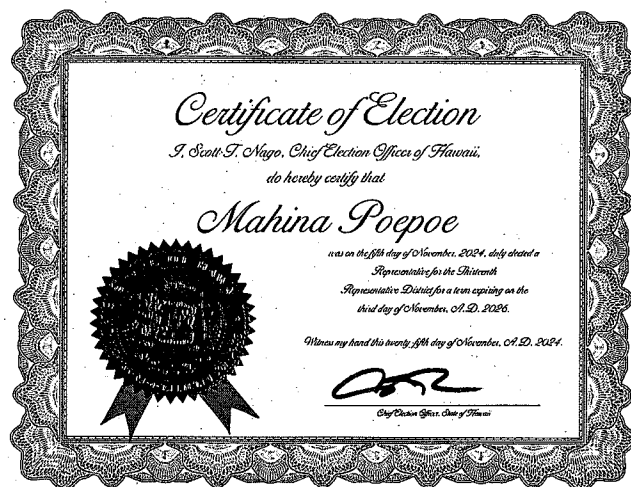 Certificate of Election
I, Scott T. Nago, Chief Election Officer of Hawaii,
do hereby certify that
Mahina Poepoe
was on the fifth day of November, 2024, duly elected a
Representative for the Thirteenth
Representative District for a term expiring on the
third day of November, A.D. 2026.
Witness my hand this twenty-fifth day of November, A.D. 2024.
Chief Election Officer, State of Hawaii